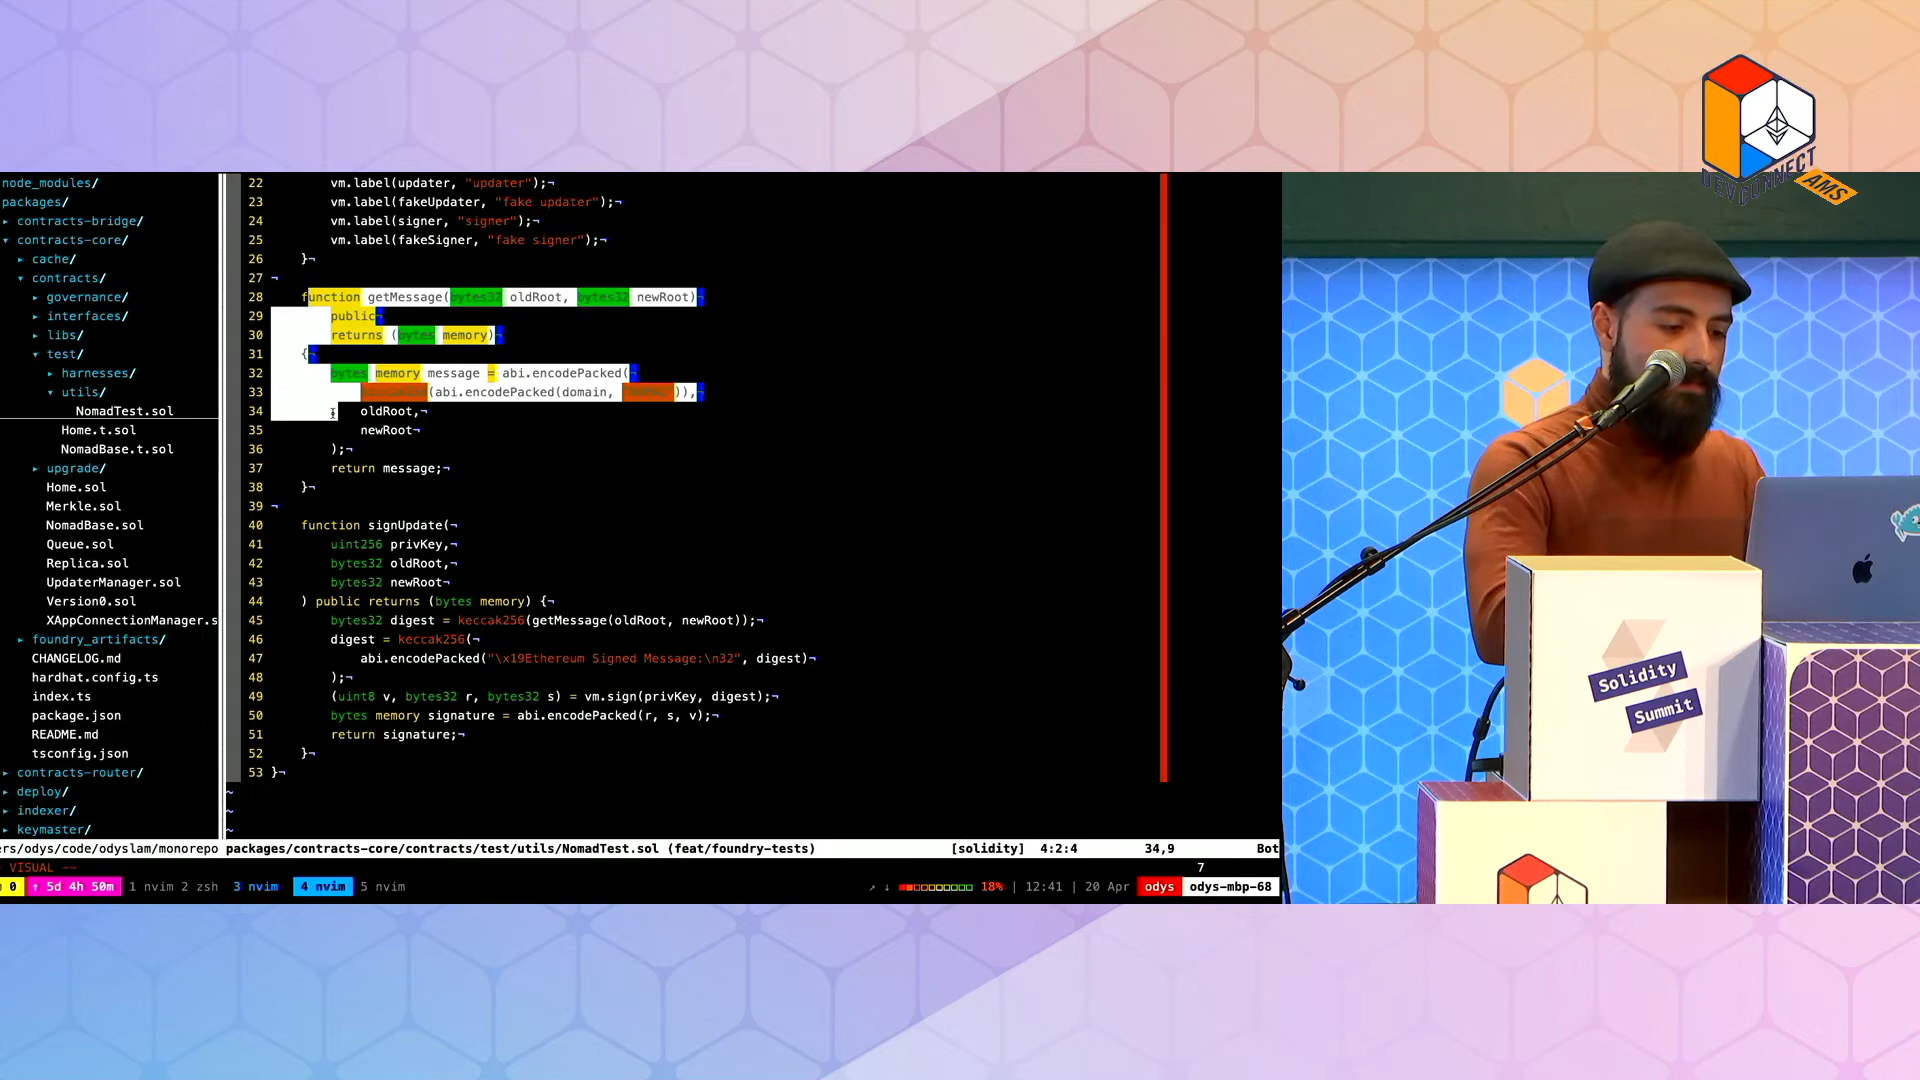 DEVCONNECT
AMS
node_modules/
packages/
▸ contracts-bridge/
▾ contracts-core/
▸ cache/
▾ contracts/
▸ governance/
▸ interfaces/
▸ libs/
▾ test/
▸ harnesses/
▾ utils/
NomadTest.sol
Home.t.sol
NomadBase.t.sol
▸ upgrade/
Home.sol
Merkle.sol
NomadBase.sol
Queue.sol
Replica.sol
UpdaterManager.sol
Version0.sol
XAppConnectionManager.s
▸ foundry_artifacts/
CHANGELOG.md
hardhat.config.ts
index.ts
package.json
README.md
tsconfig.json
▸ contracts-router/
▸ deploy/
▸ indexer/
▸ keymaster/
22 vm.label(updater, "updater");¬
23 vm.label(fakeUpdater, "fake updater");¬
24 vm.label(signer, "signer");¬
25 vm.label(fakeSigner, "fake signer");¬
26 }¬
27 ¬
28 function getMessage(bytes32 oldRoot, bytes32 newRoot)¬
29 public¬
30 returns (bytes memory)¬
31 {¬
32 bytes memory message = abi.encodePacked(¬
33 (abi.encodePacked(domain, )),¬
34 oldRoot,¬
35 newRoot¬
36 );¬
37 return message;¬
38 }¬
39 ¬
40 function signUpdate(¬
41 uint256 privKey,¬
42 bytes32 oldRoot,¬
43 bytes32 newRoot¬
44 ) public returns (bytes memory) {¬
45 bytes32 digest = keccak256(getMessage(oldRoot, newRoot));¬
46 digest = keccak256(¬
47 abi.encodePacked("\x19Ethereum Signed Message:\n32", digest)¬
48 );¬
49 (uint8 v, bytes32 r, bytes32 s) = vm.sign(privKey, digest);¬
50 bytes memory signature = abi.encodePacked(r, s, v);¬
51 return signature;¬
52 }¬
53 }¬
~
~
~
ers/odys/code/odyslam/monorepo packages/contracts-core/contracts/test/utils/NomadTest.sol (feat/foundry-tests) [solidity] 4:2:4 34,9 Bot
VISUAL -- 7
0 ↑ 5d 4h 50m 1 nvim 2 zsh 3 nvim 4 nvim 5 nvim ↗ ↓ 18% | 12:41 | 20 Apr odys odys-mbp-68
Solidity
Summit